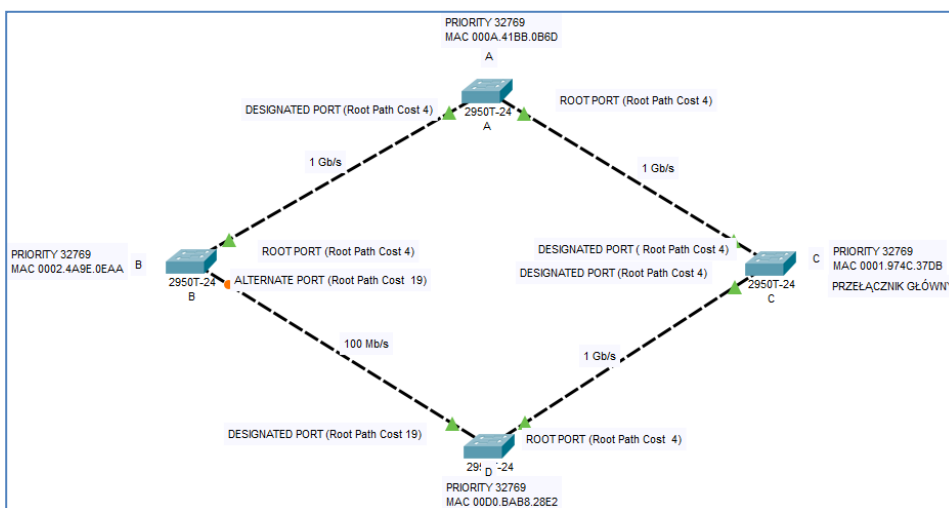 PRIORITY 32769
MAC 000A.41BB.0B6D
A
DESIGNATED PORT (Root Path Cost 4)
ROOT PORT (Root Path Cost 4)
2950T-24
A
1 Gb/s
1 Gb/s
PRIORITY 32769
MAC 0002.4A9E.0EAA
B
ROOT PORT (Root Path Cost 4)
2950T-24
B
ALTERNATE PORT (Root Path Cost 19)
DESIGNATED PORT ( Root Path Cost 4)
DESIGNATED PORT (Root Path Cost 4)
2950T-24
C
C
PRIORITY 32769
MAC 0001.974C.37DB
PRZEŁĄCZNIK GŁÓWNY
100 Mb/s
1 Gb/s
DESIGNATED PORT (Root Path Cost 19)
ROOT PORT (Root Path Cost 4)
D
PRIORITY 32769
MAC 00D0.BAB8.28E2